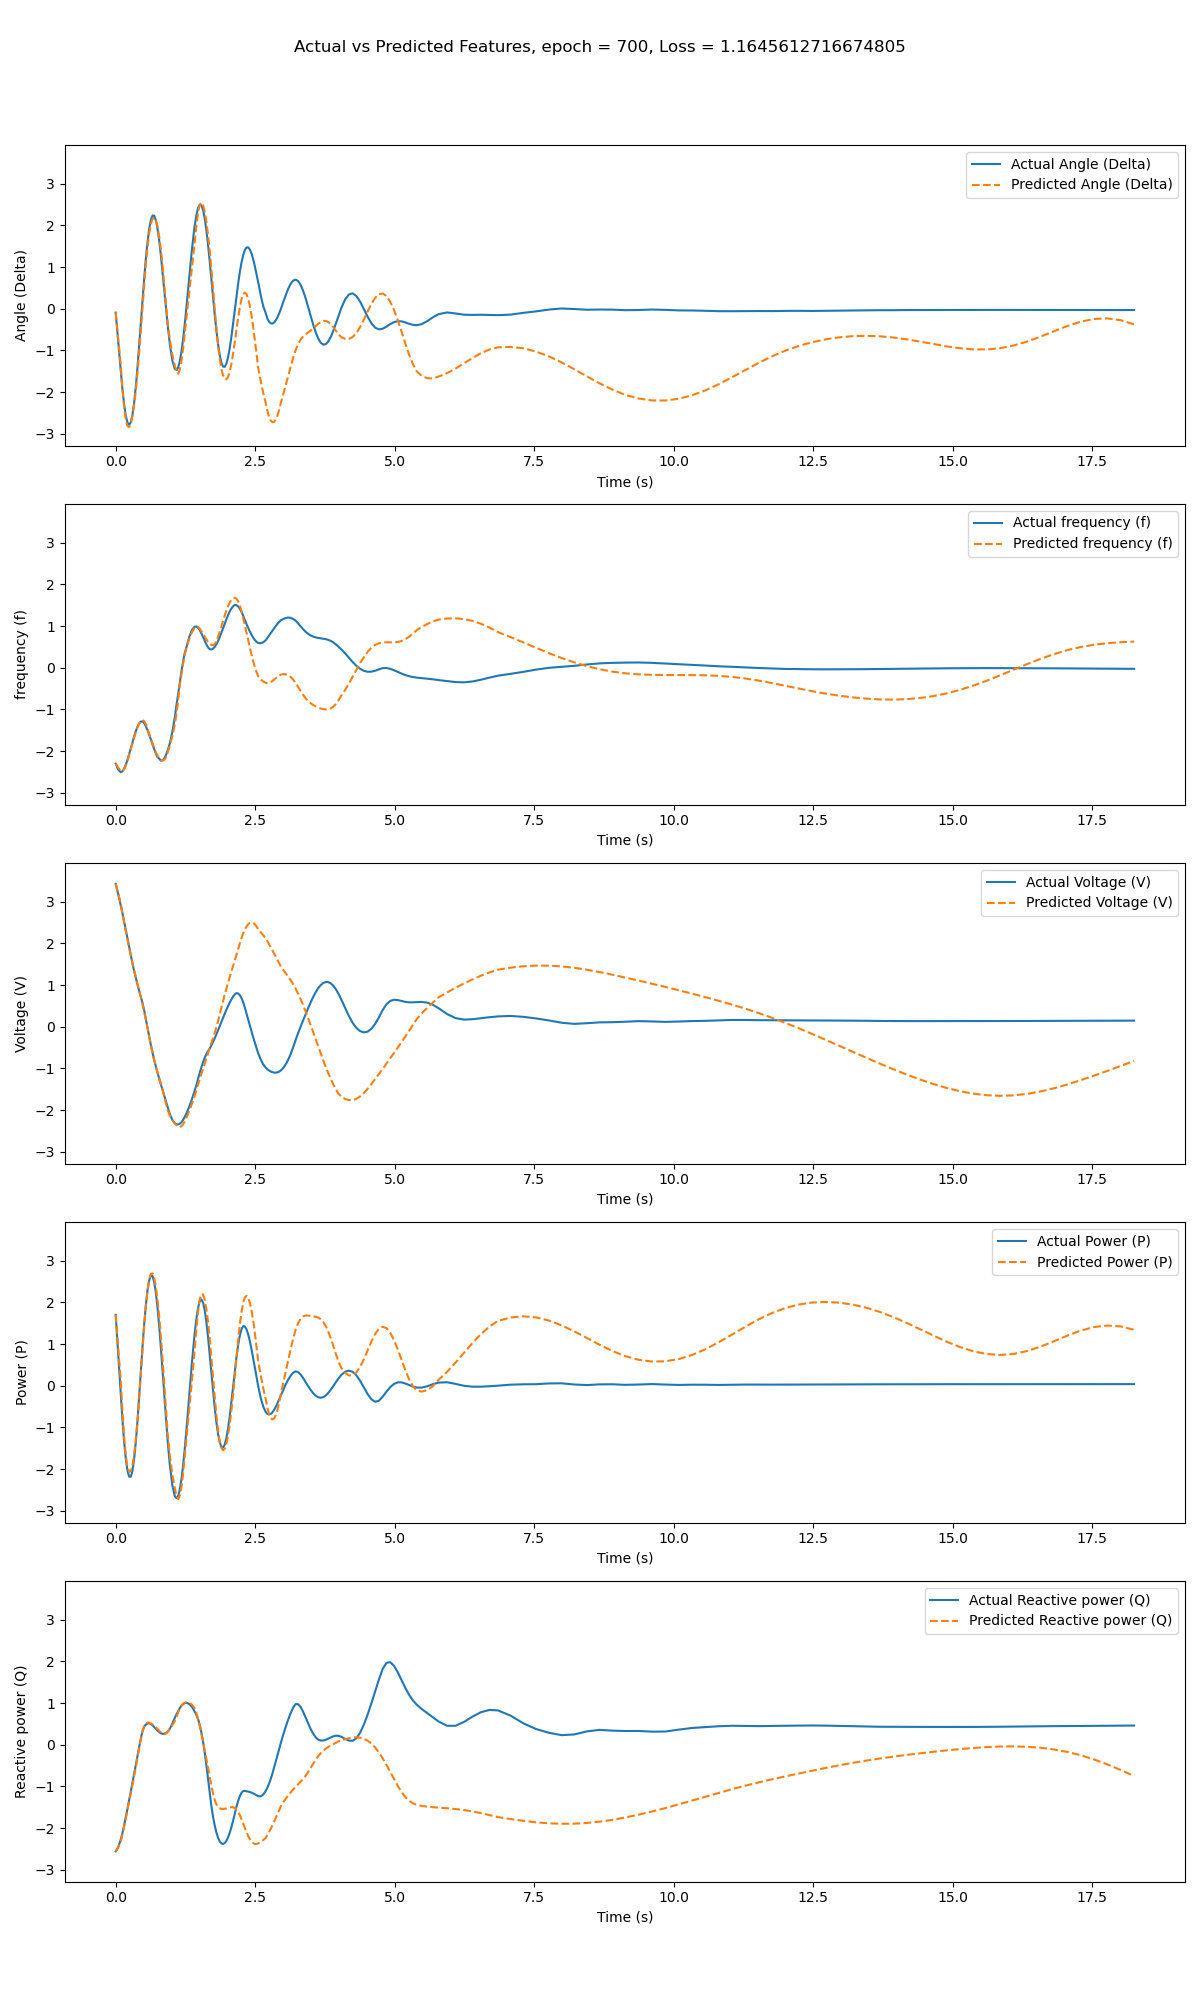 Actual vs Predicted Features, epoch = 700, Loss = 1.1645612716674805
Actual Angle (Delta)
Predicted Angle (Delta)
Angle (Delta)
3
2
1
0
−1
−2
−3
0.0 2.5 5.0 7.5 10.0 12.5 15.0 17.5
Time (s)
Actual frequency (f)
Predicted frequency (f)
frequency (f)
3
2
1
0
−1
−2
−3
0.0 2.5 5.0 7.5 10.0 12.5 15.0 17.5
Time (s)
Actual Voltage (V)
Predicted Voltage (V)
Voltage (V)
3
2
1
0
−1
−2
−3
0.0 2.5 5.0 7.5 10.0 12.5 15.0 17.5
Time (s)
Actual Power (P)
Predicted Power (P)
Power (P)
3
2
1
0
−1
−2
−3
0.0 2.5 5.0 7.5 10.0 12.5 15.0 17.5
Time (s)
Actual Reactive power (Q)
Predicted Reactive power (Q)
Reactive power (Q)
3
2
1
0
−1
−2
−3
0.0 2.5 5.0 7.5 10.0 12.5 15.0 17.5
Time (s)